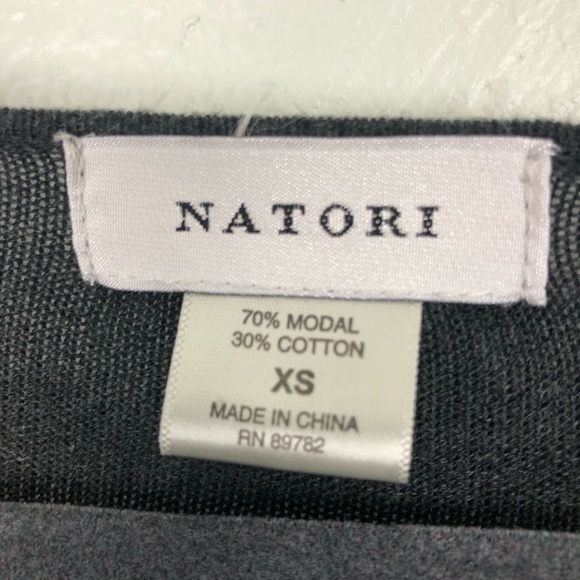 NATORI
70% MODAL
30% COTTON
XS
MADE IN CHINA
RN 89782